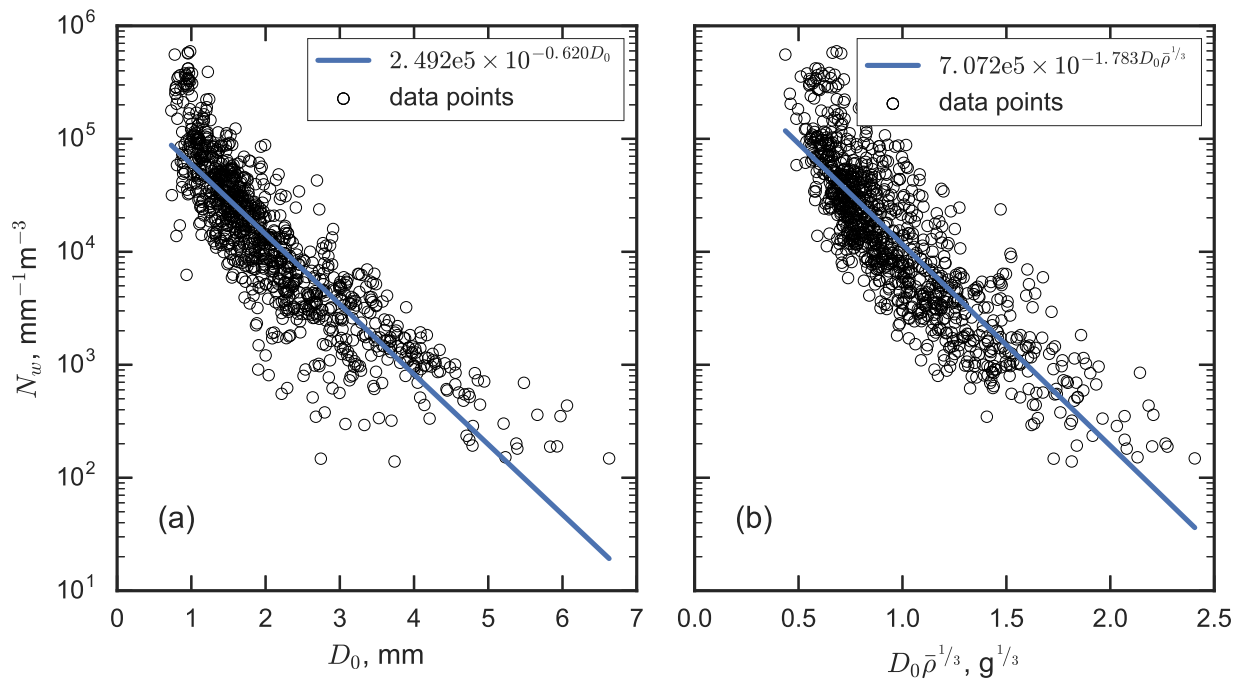 10^6
10^5
10^4
10^3
10^2
10^1
N_w, mm^−1 m^−3
2.492e5 × 10^−0.620D_0
data points
(a)
0 1 2 3 4 5 6 7
D_0, mm
7.072e5 × 10^−1.783D_0ρ̄^1/3
data points
(b)
0.0 0.5 1.0 1.5 2.0 2.5
D_0ρ̄^1/3, g^1/3